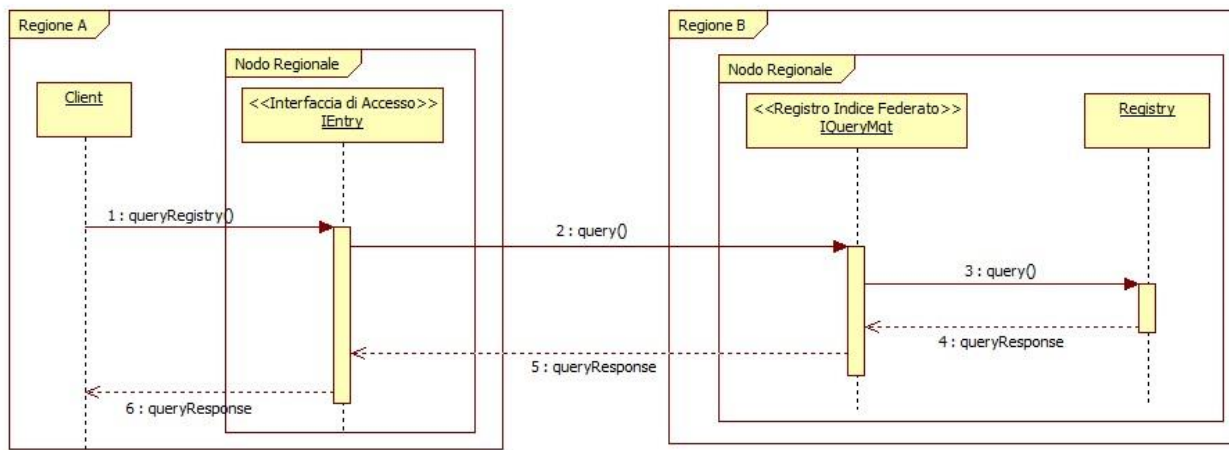 Regione A
Regione B
Nodo Regionale
Nodo Regionale
Client
<<Interfaccia di Accesso>>
IEntry
<<Registro Indice Federato>>
IQueryMgt
Registry
1 : queryRegistry()
2 : query()
3 : query()
4 : queryResponse
5 : queryResponse
6 : queryResponse